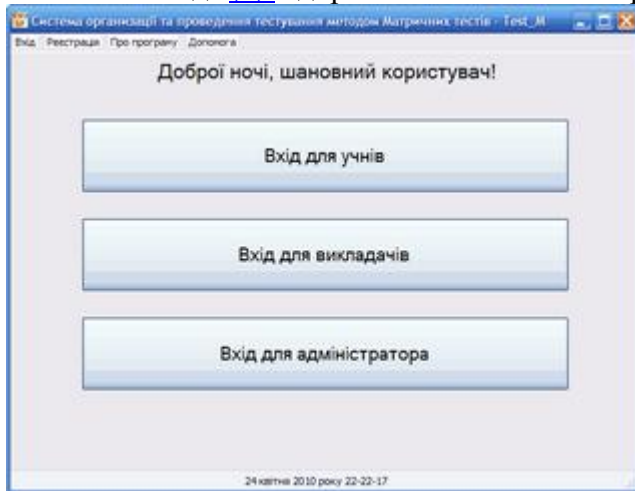 Система організації та проведення тестування методом Матричних тестів - Test_M
Вхід Реєстрація Про програму Допомога
Доброї ночі, шановний користувач!
Вхід для учнів
Вхід для викладачів
Вхід для адміністратора
24 квітня 2010 року 22-22-17